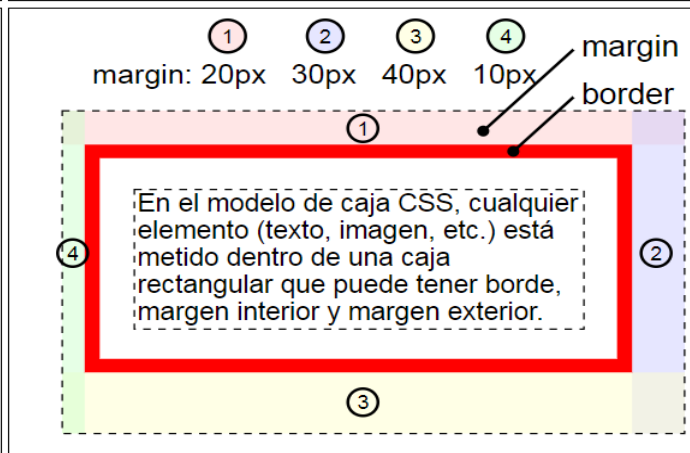 1 2 3 4
margin: 20px 30px 40px 10px
margin
border
1
En el modelo de caja CSS, cualquier
elemento (texto, imagen, etc.) está
metido dentro de una caja
rectangular que puede tener borde,
margen interior y margen exterior.
4
2
3